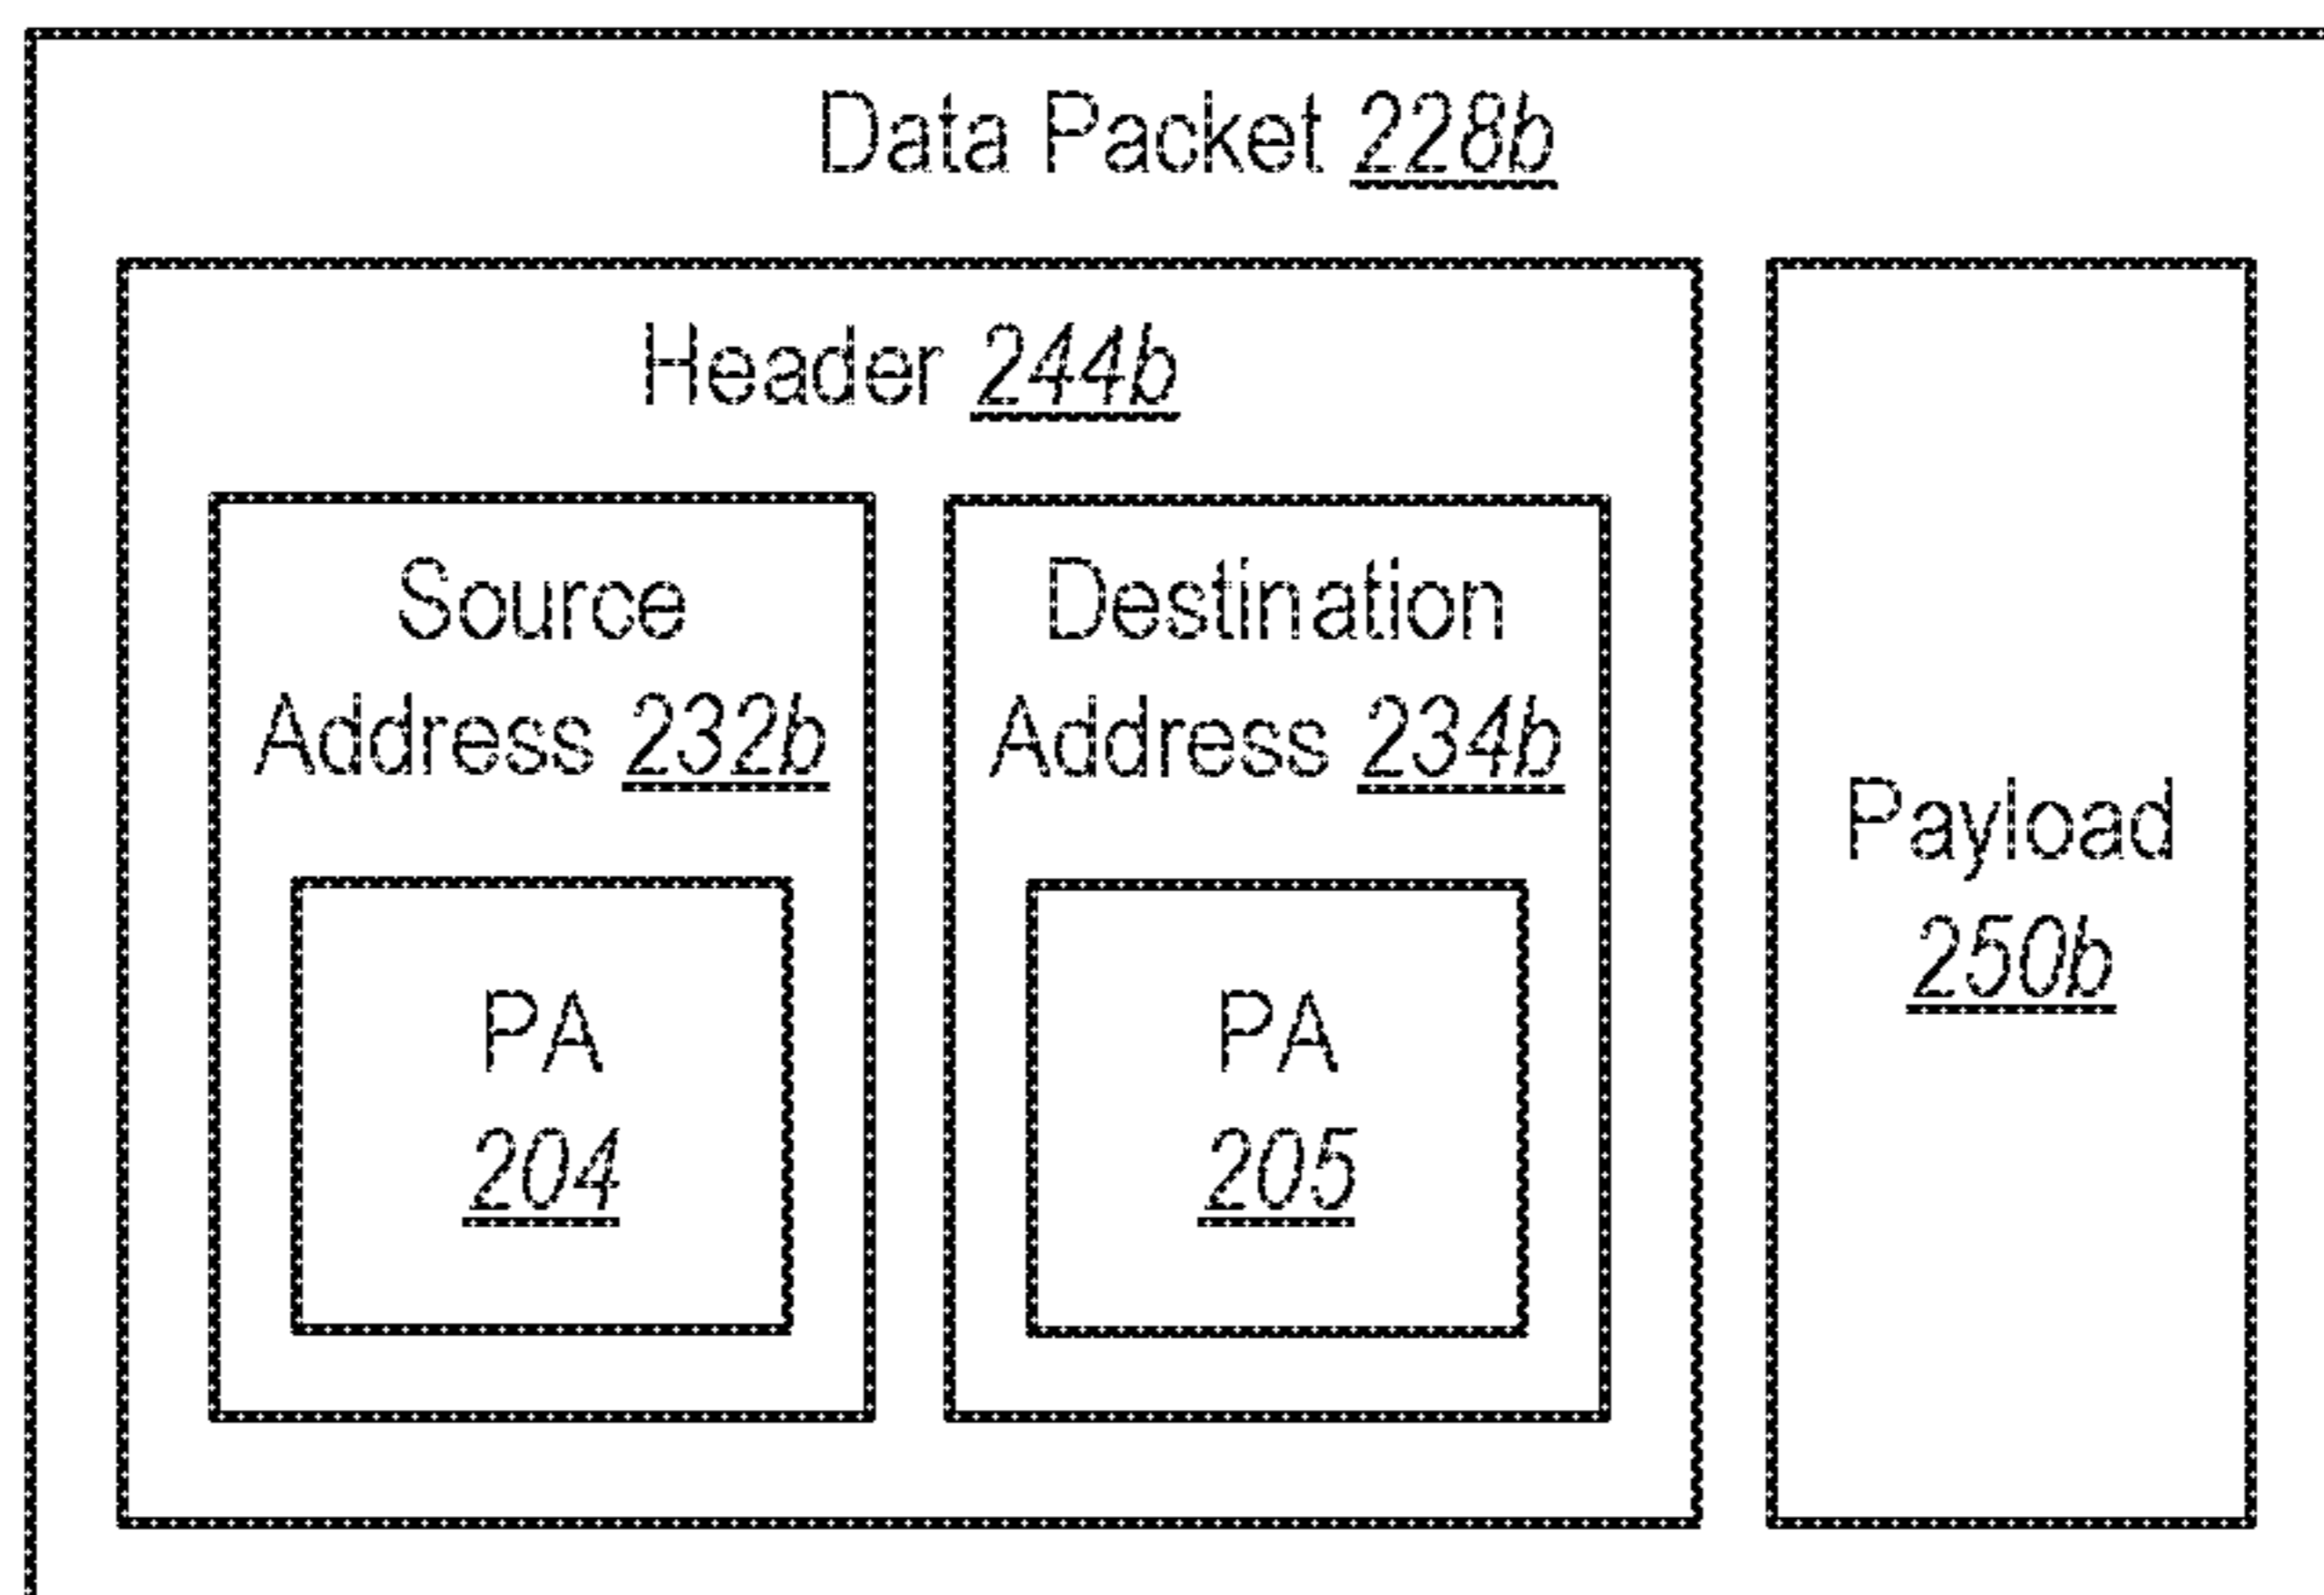 Data Packet 228b
Header 244b
Source
Address 232b
PA
204
Destination
Address 234b
PA
205
Payload
250b